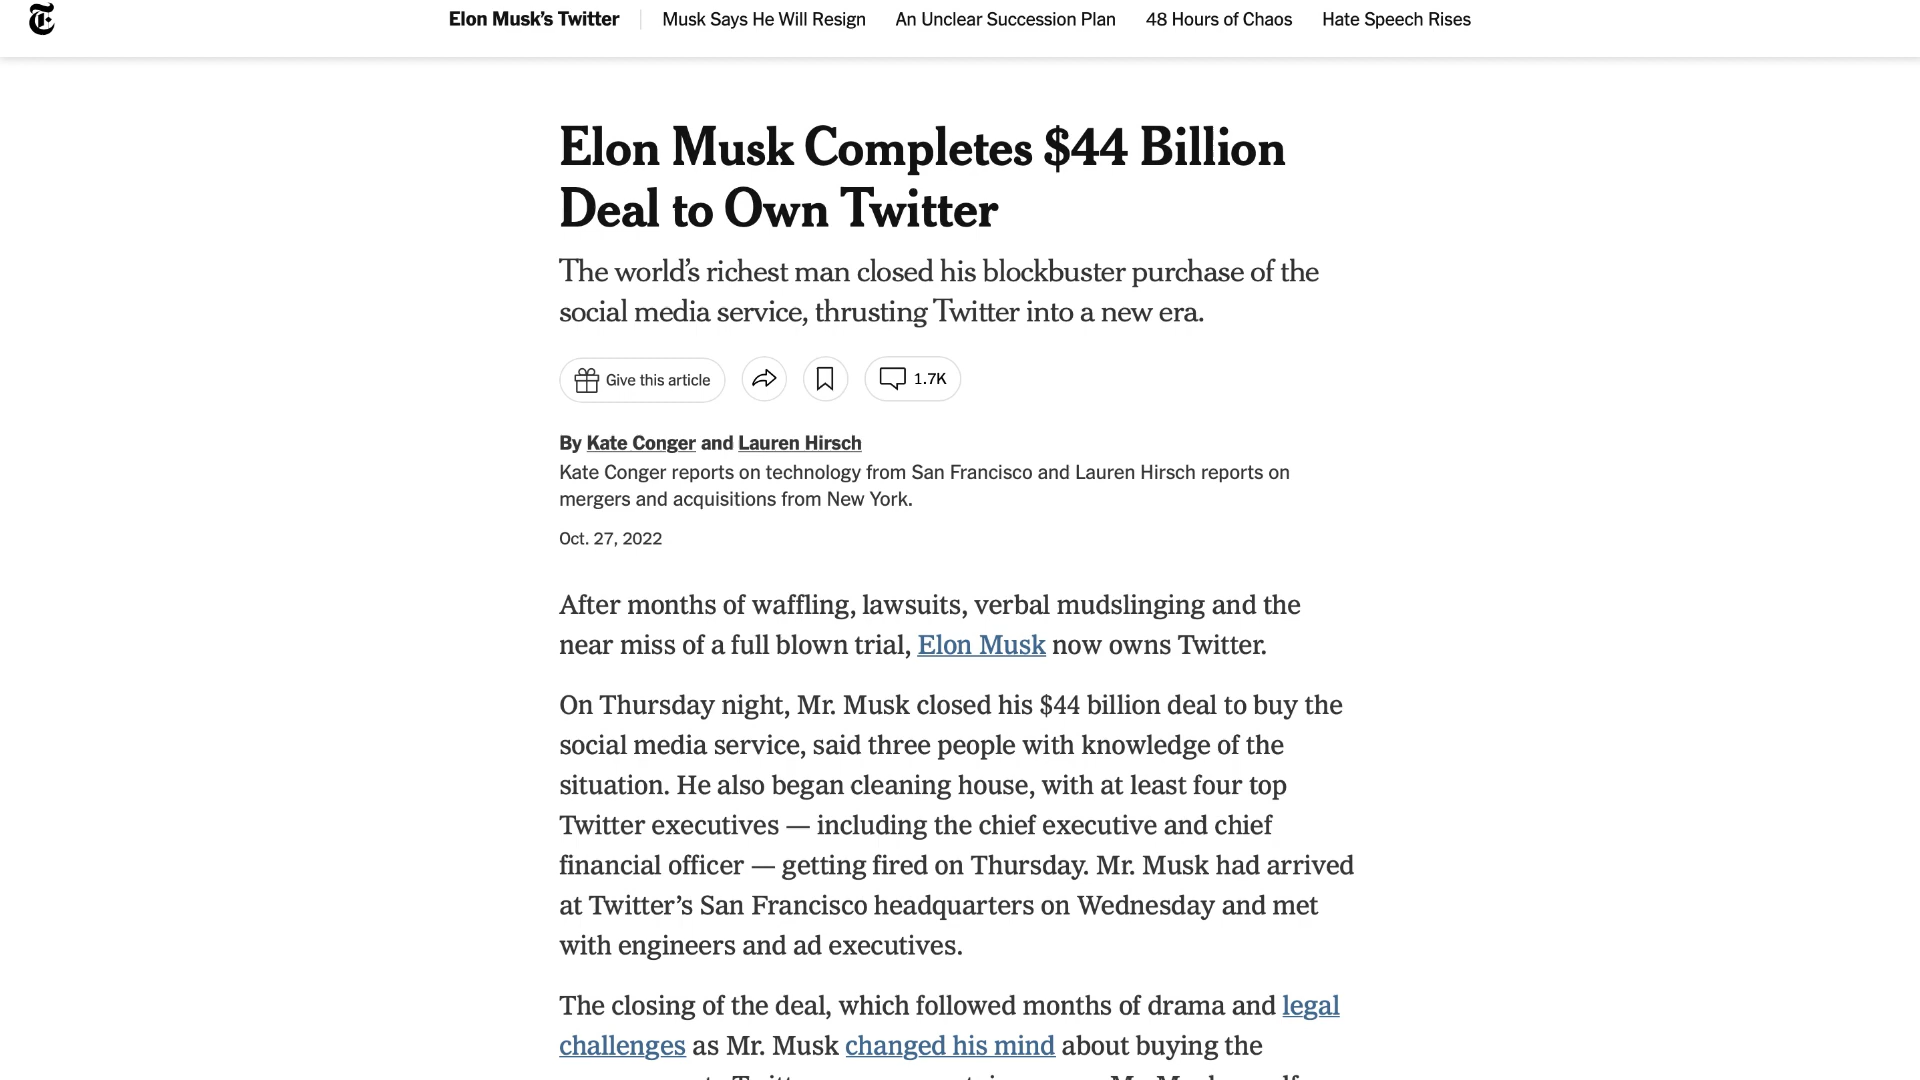 Elon Musk's Twitter
Musk Says He Will Resign
An Unclear Succession Plan
48 Hours of Chaos
Hate Speech Rises
Elon Musk Completes $44 Billion
Deal to Own Twitter
The world's richest man closed his blockbuster purchase of the
social media service, thrusting Twitter into a new era.
Give this article
1.7K
By Kate Conger and Lauren Hirsch
Kate Conger reports on technology from San Francisco and Lauren Hirsch reports on
mergers and acquisitions from New York.
Oct. 27, 2022
After months of waffling, lawsuits, verbal mudslinging and the
near miss of a full blown trial, Elon Musk now owns Twitter.
On Thursday night, Mr. Musk closed his $44 billion deal to buy the
social media service, said three people with knowledge of the
situation. He also began cleaning house, with at least four top
Twitter executives — including the chief executive and chief
financial officer — getting fired on Thursday. Mr. Musk had arrived
at Twitter's San Francisco headquarters on Wednesday and met
with engineers and ad executives.
The closing of the deal, which followed months of drama and legal
challenges as Mr. Musk changed his mind about buying the